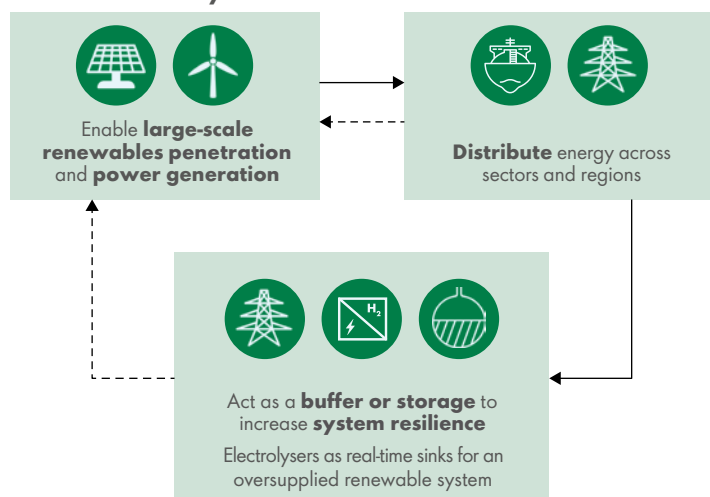 Enable large-scale
renewables penetration
and power generation
Distribute energy across
sectors and regions
H₂
Act as a buffer or storage to
increase system resilience
Electrolysers as real-time sinks for an
oversupplied renewable system